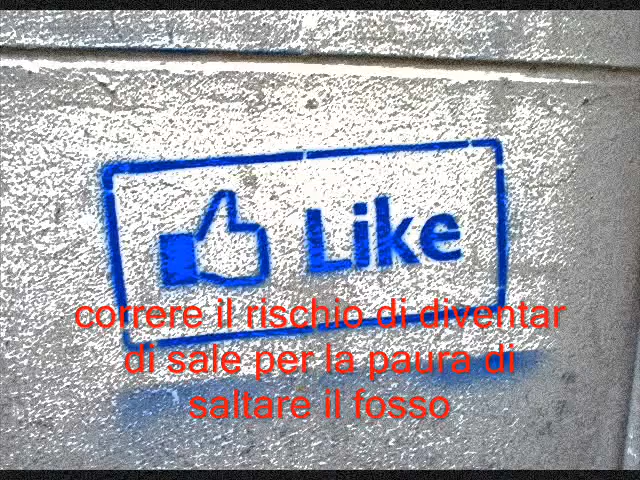 Like
correre il rischio di diventar
di sale per la paura di
saltare il fosso